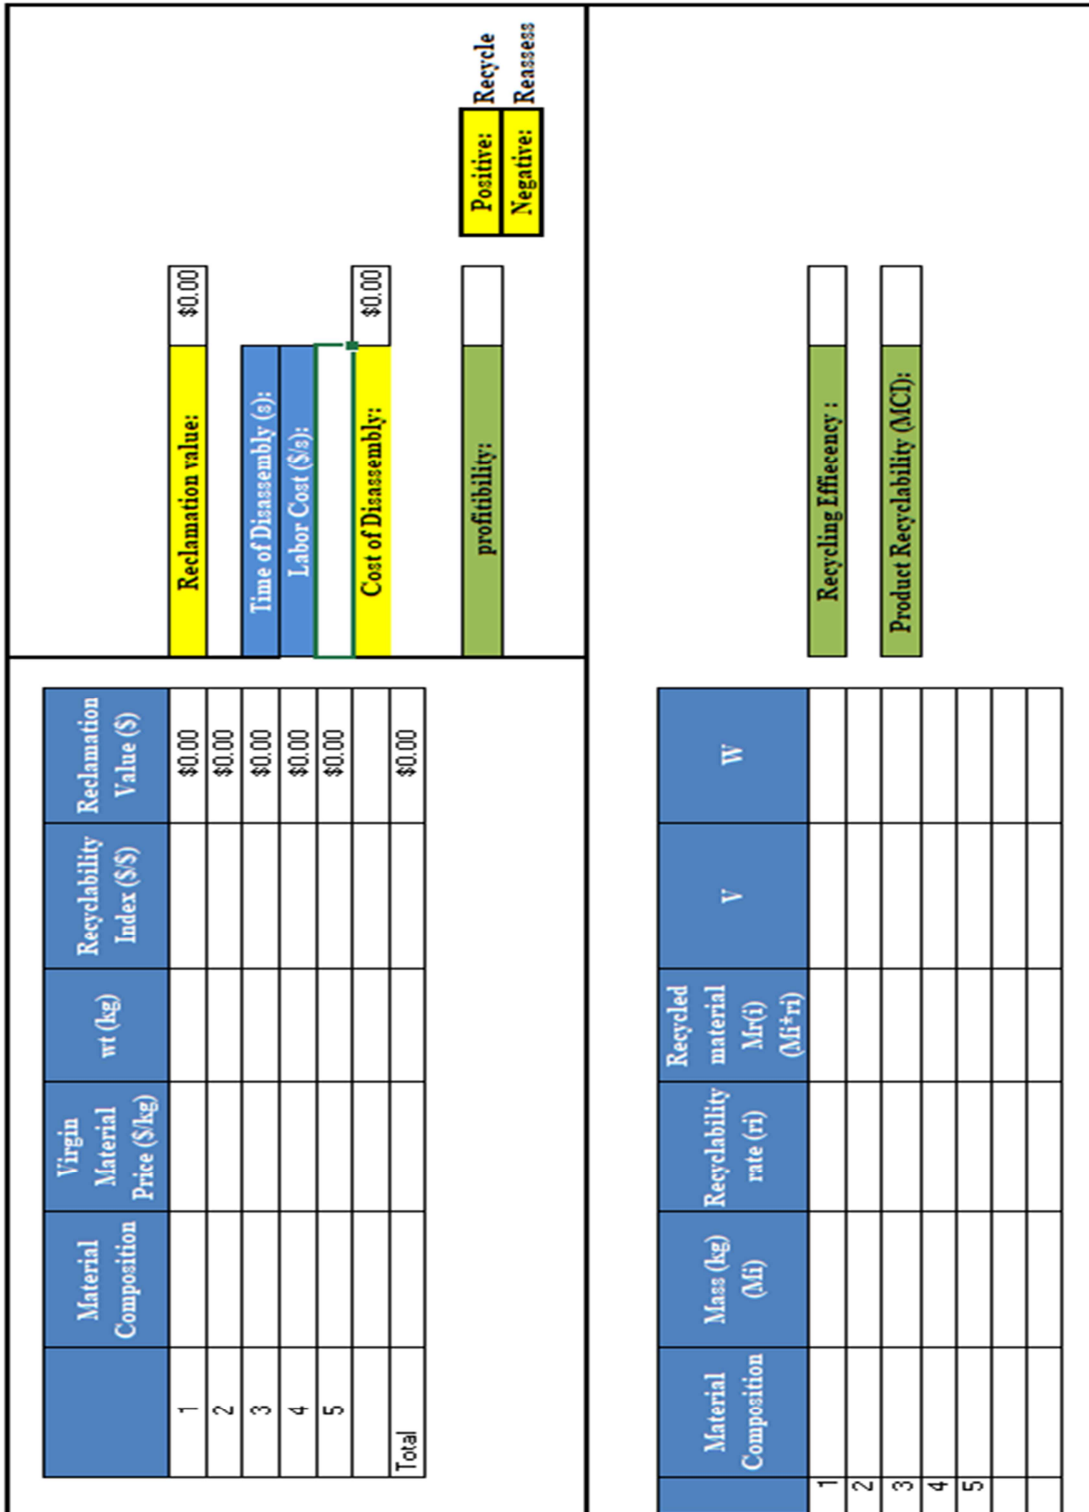 Material
Composition
Virgin
Material
Price ($/kg)
wt (kg)
Recyclability
Index ($/$)
Reclamation
Value ($)
1
$0.00
2
$0.00
3
$0.00
4
$0.00
5
$0.00
Total
$0.00
Reclamation value:
$0.00
Time of Disassembly (s):
Labor Cost ($/s):
Cost of Disassembly:
$0.00
profitibility:
Positive:
Recycle
Negative:
Reassess
Material
Composition
Mass (kg)
(Mi)
Recyclability
rate (ri)
Recycled
material
Mr(i)
(Mi*ri)
V
W
1
2
3
4
5
Recycling Effiecency :
Product Recyclability (MCI):